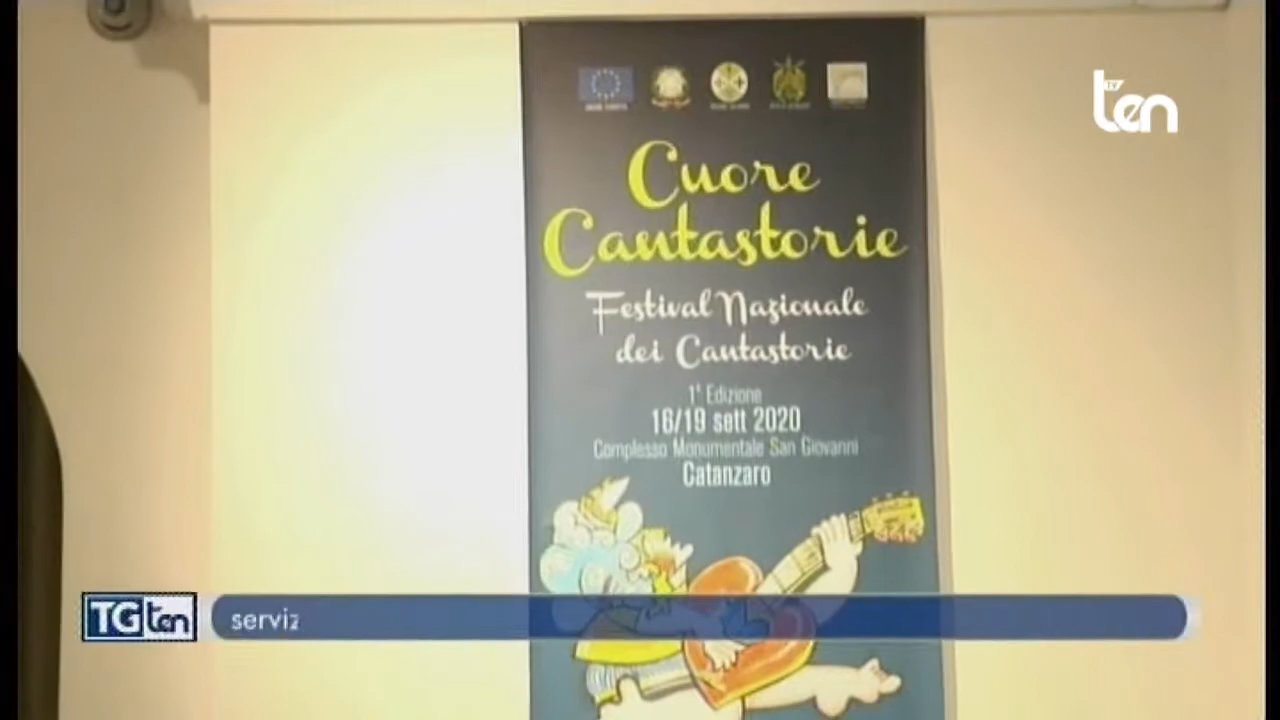 tv
ten
Cuore
Cantastorie
Festival Nazionale
dei Cantastorie
1ª Edizione
16/19 sett 2020
Complesso Monumentale San Giovanni
Catanzaro
TG ten
serviz